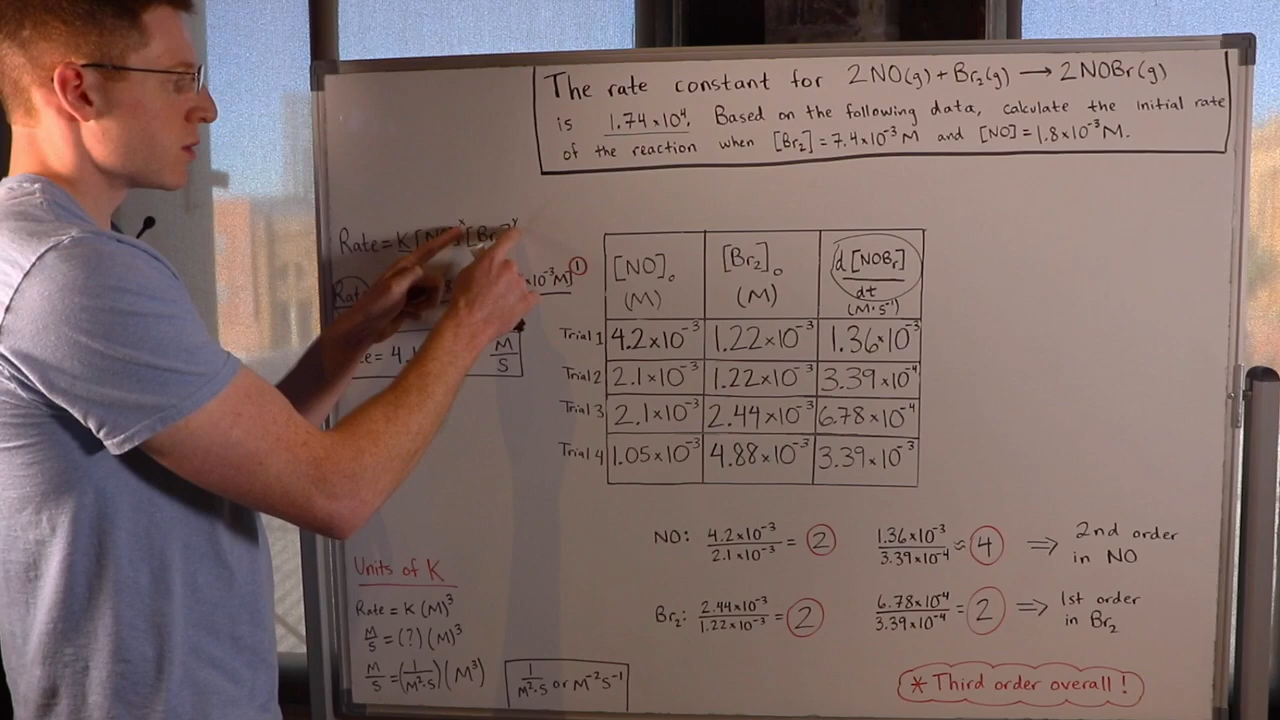 The rate constant for 2NO(g) + Br₂(g) → 2NOBr(g)
is 1.74×10⁴. Based on the following data, calculate the initial rate
of the reaction when [Br₂] = 7.4×10⁻³ M and [NO] = 1.8×10⁻³ M.
Rate = K [NO]ˣ [Br₂]ʸ
×10⁻³M]¹
= 4.1 M/S
[NO]₀ (M) [Br₂]₀ (M) d[NOBr]/dt (M·s⁻¹)
Trial 1 4.2×10⁻³ 1.22×10⁻³ 1.36×10⁻³
Trial 2 2.1×10⁻³ 1.22×10⁻³ 3.39×10⁻⁴
Trial 3 2.1×10⁻³ 2.44×10⁻³ 6.78×10⁻⁴
Trial 4 1.05×10⁻³ 4.88×10⁻³ 3.39×10⁻³
NO: 4.2×10⁻³/2.1×10⁻³ = 2 1.36×10⁻³/3.39×10⁻⁴ ≈ 4 ⇒ 2nd order in NO
Br₂: 2.44×10⁻³/1.22×10⁻³ = 2 6.78×10⁻⁴/3.39×10⁻⁴ = 2 ⇒ 1st order in Br₂
* Third order overall!
Units of K
Rate = K (M)³
M/S = (?) (M)³
M/S = (1/M²·S) (M³)
1/M²·S or M⁻²S⁻¹